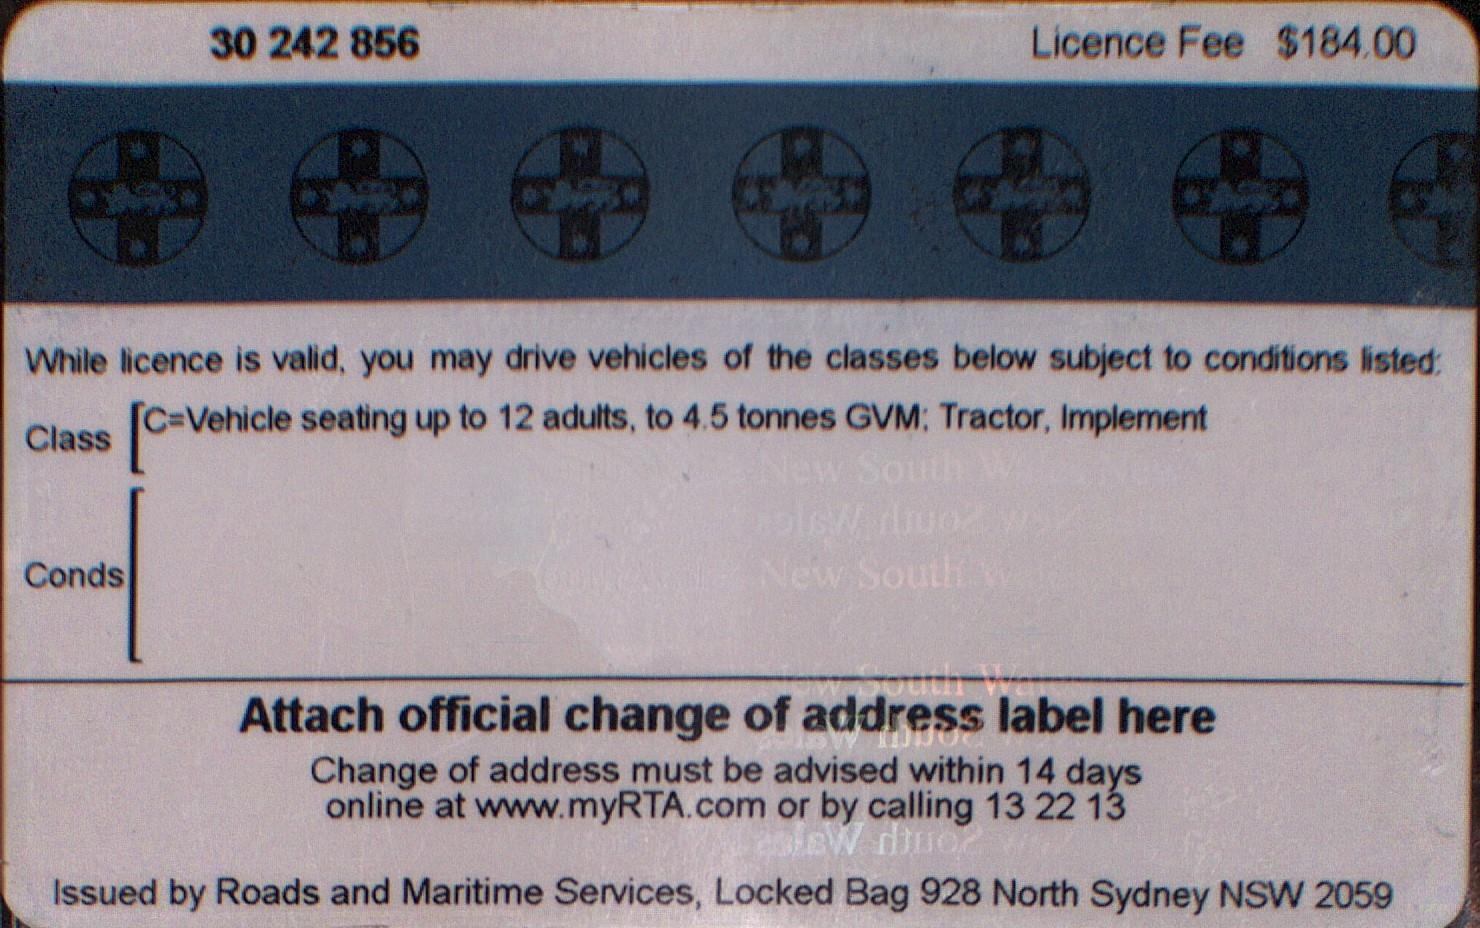 30 242 856 Licence Fee $184.00
While licence is valid, you may drive vehicles of the classes below subject to conditions listed:
Class [C=Vehicle seating up to 12 adults, to 4.5 tonnes GVM; Tractor, Implement
New South Wales New
New South Wales
Conds
New South W
New South Wales
Attach official change of address label here
New South Wales
Change of address must be advised within 14 days
online at www.myRTA.com or by calling 13 22 13
New South Wales
Issued by Roads and Maritime Services, Locked Bag 928 North Sydney NSW 2059